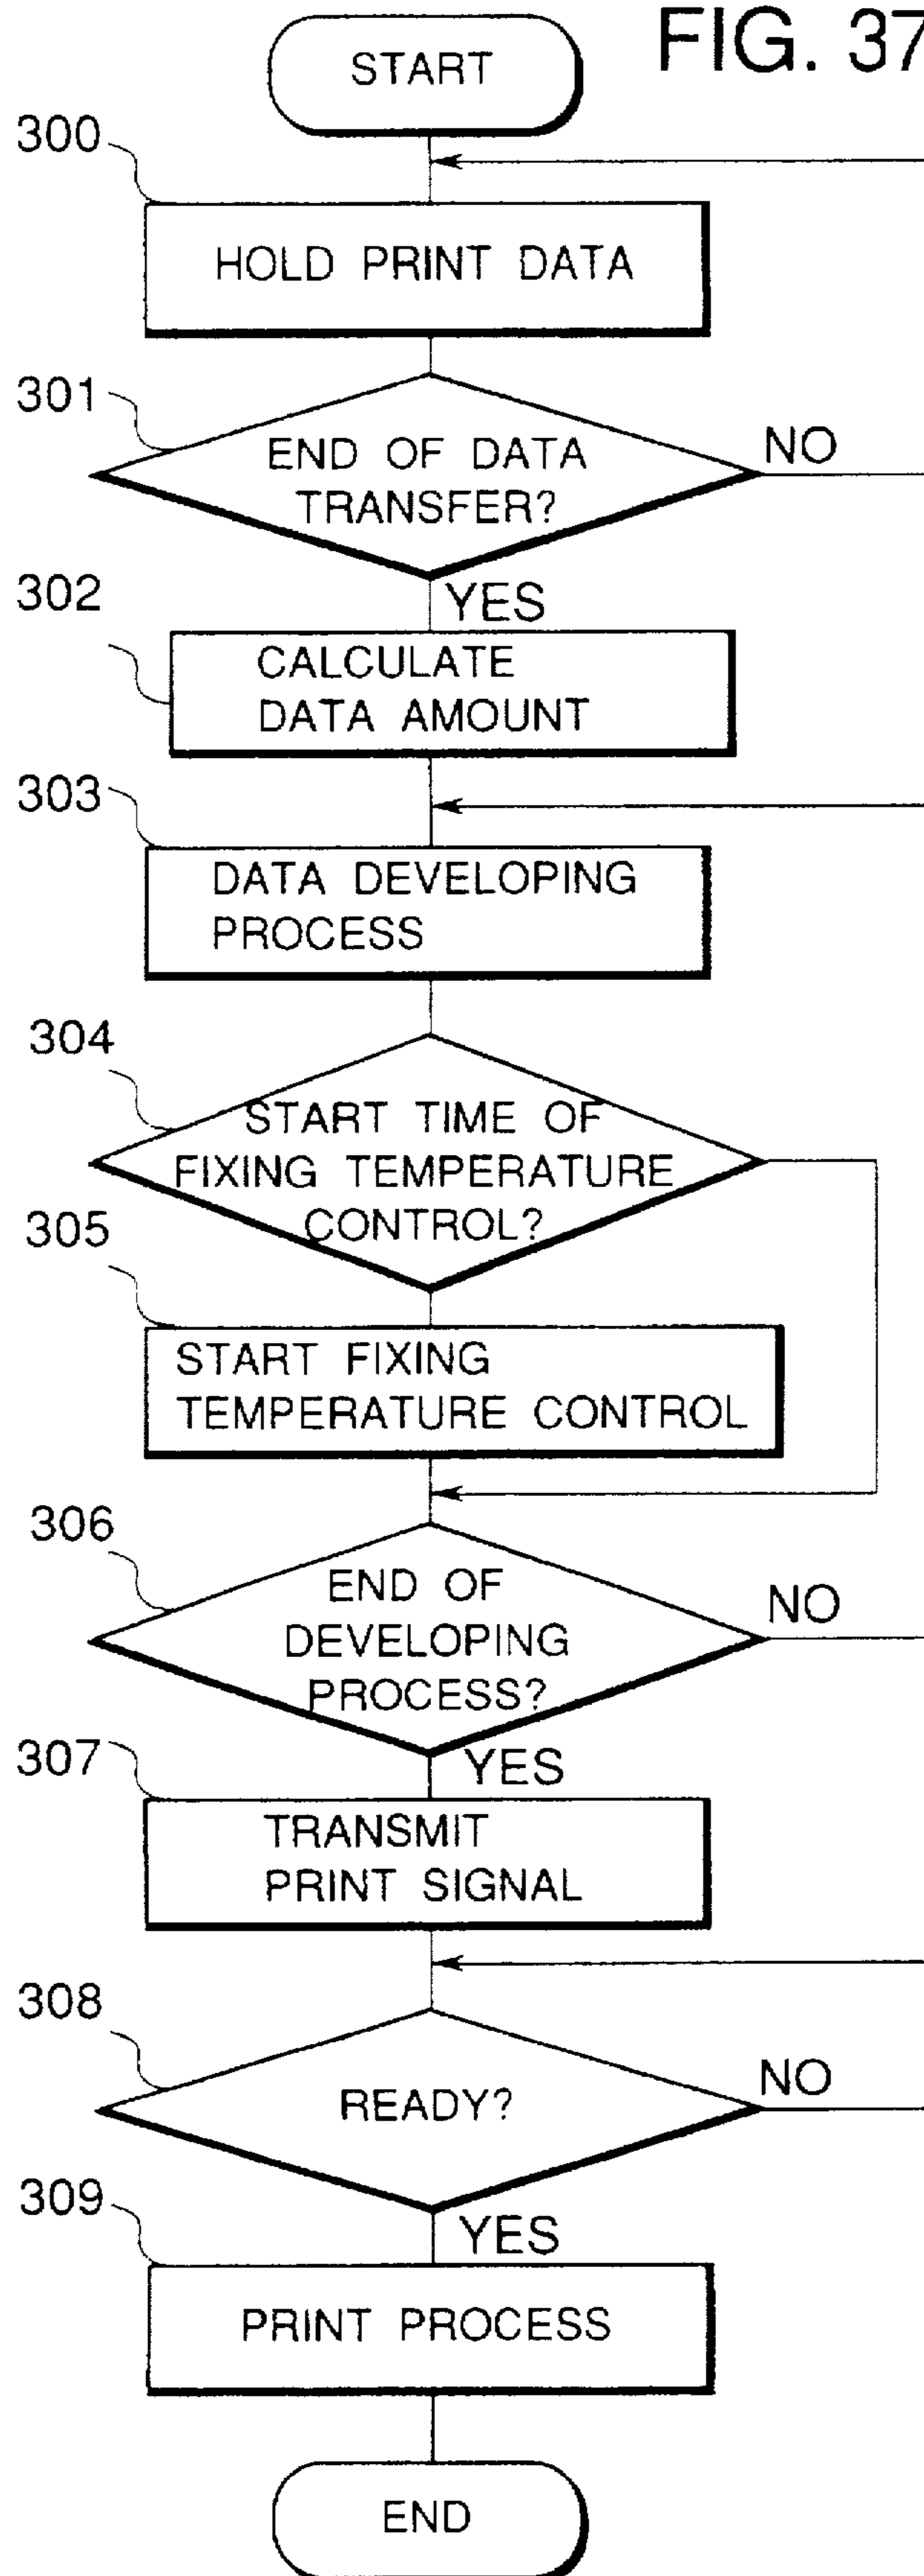 FIG. 37
START
300
HOLD PRINT DATA
301
END OF DATA
TRANSFER?
NO
YES
302
CALCULATE
DATA AMOUNT
303
DATA DEVELOPING
PROCESS
304
START TIME OF
FIXING TEMPERATURE
CONTROL?
305
START FIXING
TEMPERATURE CONTROL
306
END OF
DEVELOPING
PROCESS?
NO
YES
307
TRANSMIT
PRINT SIGNAL
308
READY?
NO
YES
309
PRINT PROCESS
END